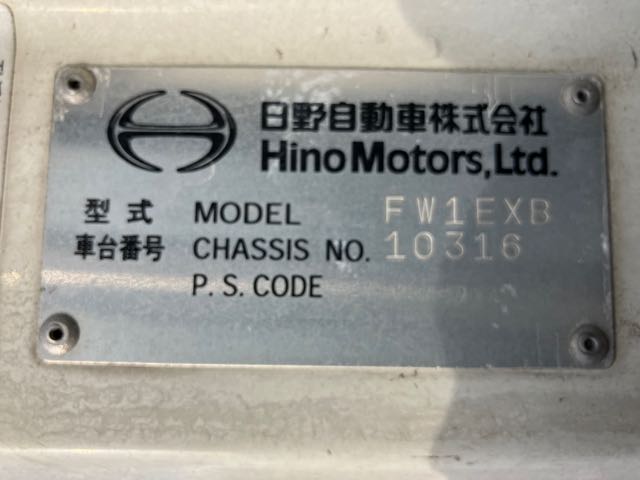 日野自動車株式会社
Hino Motors, Ltd.
型式 MODEL FW1EXB
車台番号 CHASSIS NO. 10316
P.S. CODE